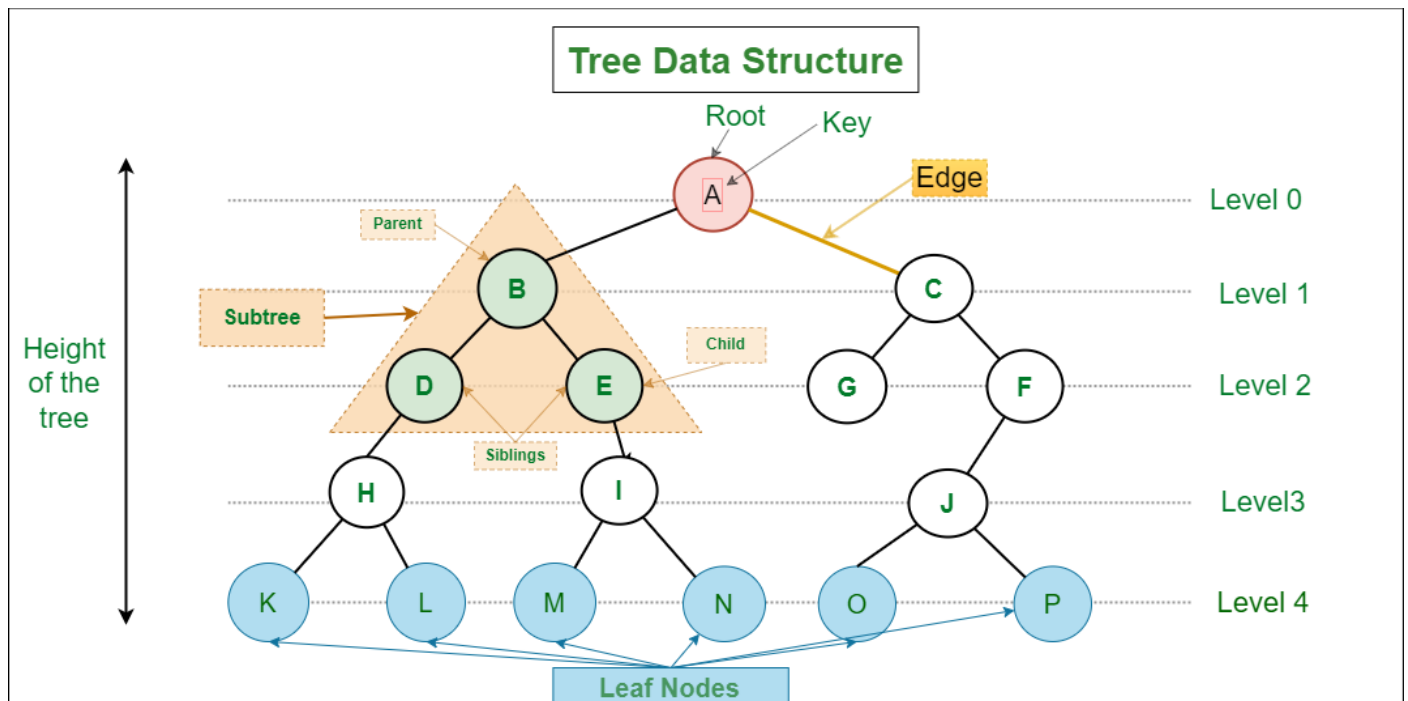 Tree Data Structure
Root
Key
A
Edge
Level 0
Parent
B
C
Level 1
Subtree
Height
of the
tree
Child
D
E
G
F
Level 2
Siblings
H
I
J
Level3
K
L
M
N
O
P
Level 4
Leaf Nodes